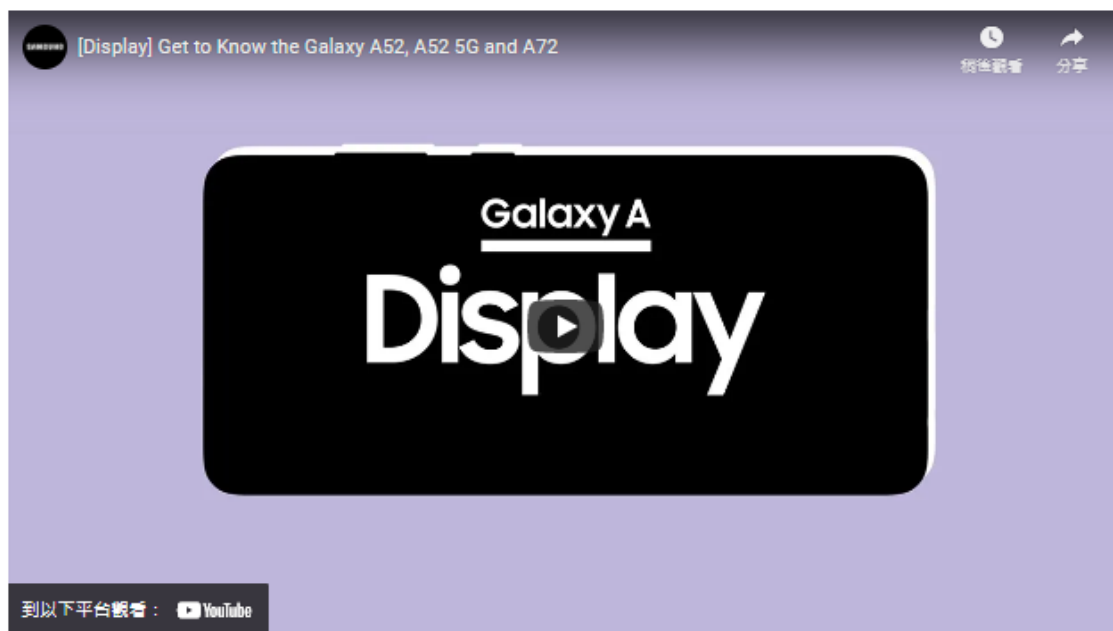 SAMSUNG
[Display] Get to Know the Galaxy A52, A52 5G and A72
稍後觀看
分享
Galaxy A
Display
到以下平台觀看：
YouTube